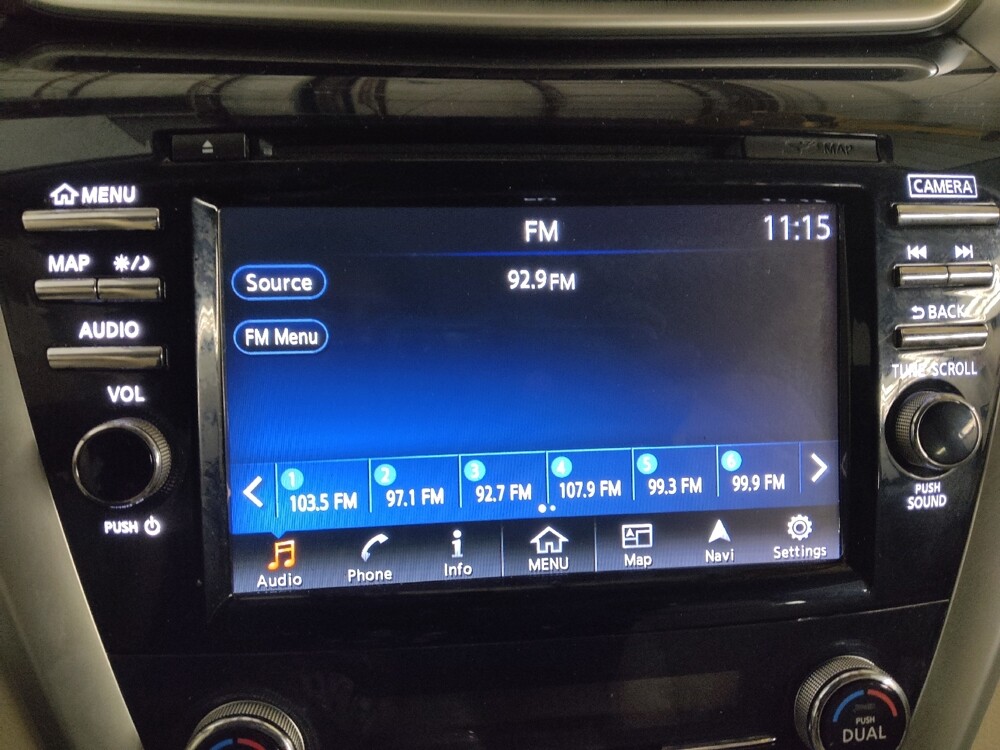 MAP
MENU
CAMERA
MAP
AUDIO
VOL
PUSH
FM
11:15
Source
92.9 FM
FM Menu
1
103.5 FM
2
97.1 FM
3
92.7 FM
4
107.9 FM
5
99.3 FM
6
99.9 FM
Audio
Phone
Info
MENU
Map
Navi
Settings
BACK
TUNE·SCROLL
PUSH
SOUND
PUSH
DUAL